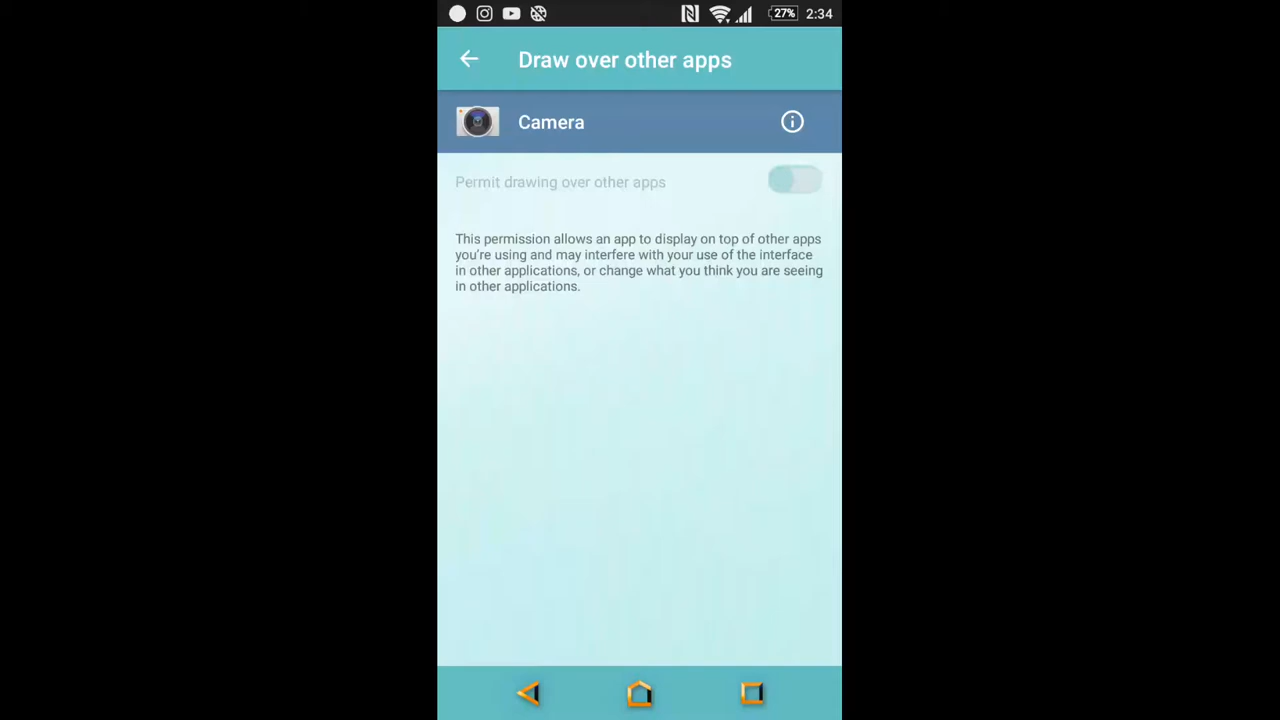 27% 2:34
Draw over other apps
Camera
Permit drawing over other apps
This permission allows an app to display on top of other apps
you're using and may interfere with your use of the interface
in other applications, or change what you think you are seeing
in other applications.